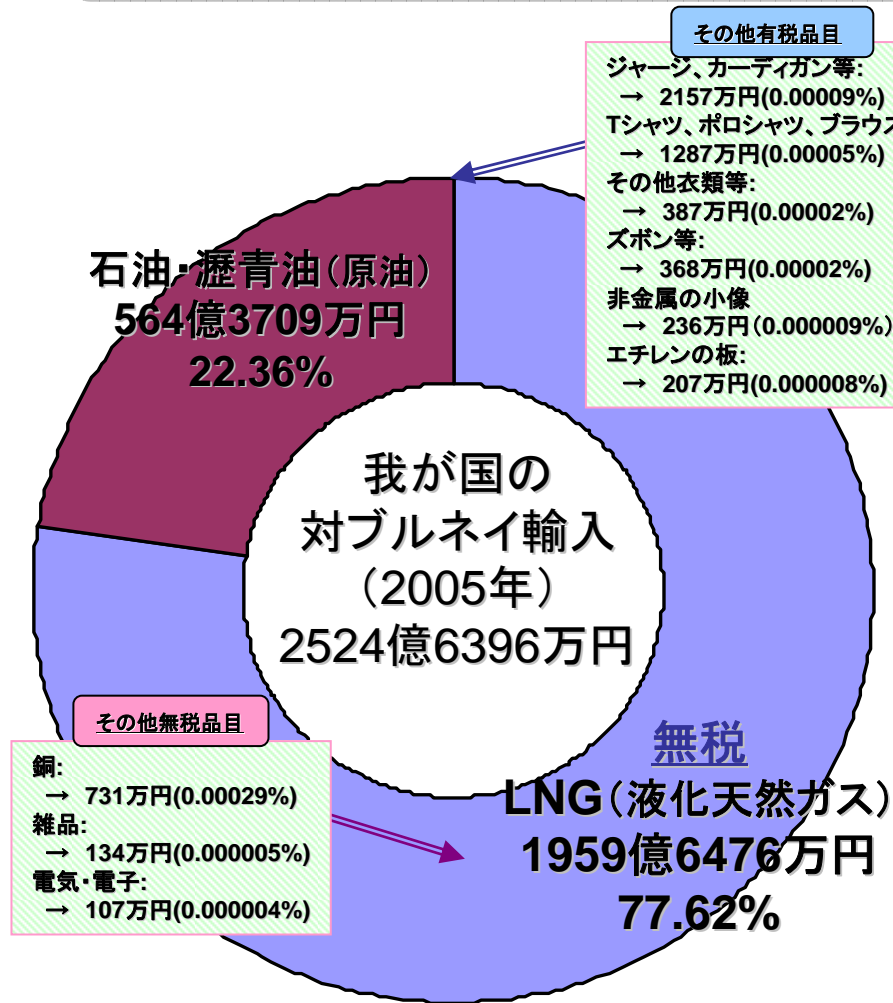 その他有税品目
ジャージ、カーディガン等:
→ 2157万円(0.00009%)
Tシャツ、ポロシャツ、ブラウス
→ 1287万円(0.00005%)
その他衣類等:
→ 387万円(0.00002%)
ズボン等:
→ 368万円(0.00002%)
非金属の小像
→ 236万円(0.000009%)
エチレンの板:
→ 207万円(0.000008%)
石油・瀝青油(原油)
564億3709万円
22.36%
我が国の
対ブルネイ輸入
(2005年)
2524億6396万円
その他無税品目
銅:
→ 731万円(0.00029%)
雑品:
→ 134万円(0.000005%)
電気・電子:
→ 107万円(0.000004%)
無税
LNG(液化天然ガス)
1959億6476万円
77.62%